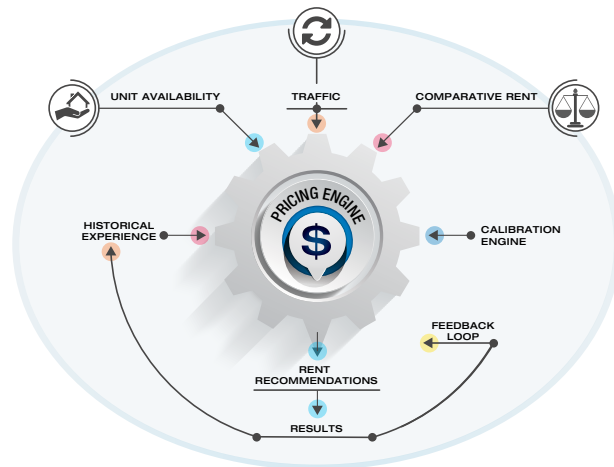 UNIT AVAILABILITY
TRAFFIC
COMPARATIVE RENT
PRICING ENGINE
$
HISTORICAL
EXPERIENCE
CALIBRATION
ENGINE
FEEDBACK
LOOP
RENT
RECOMMENDATIONS
RESULTS